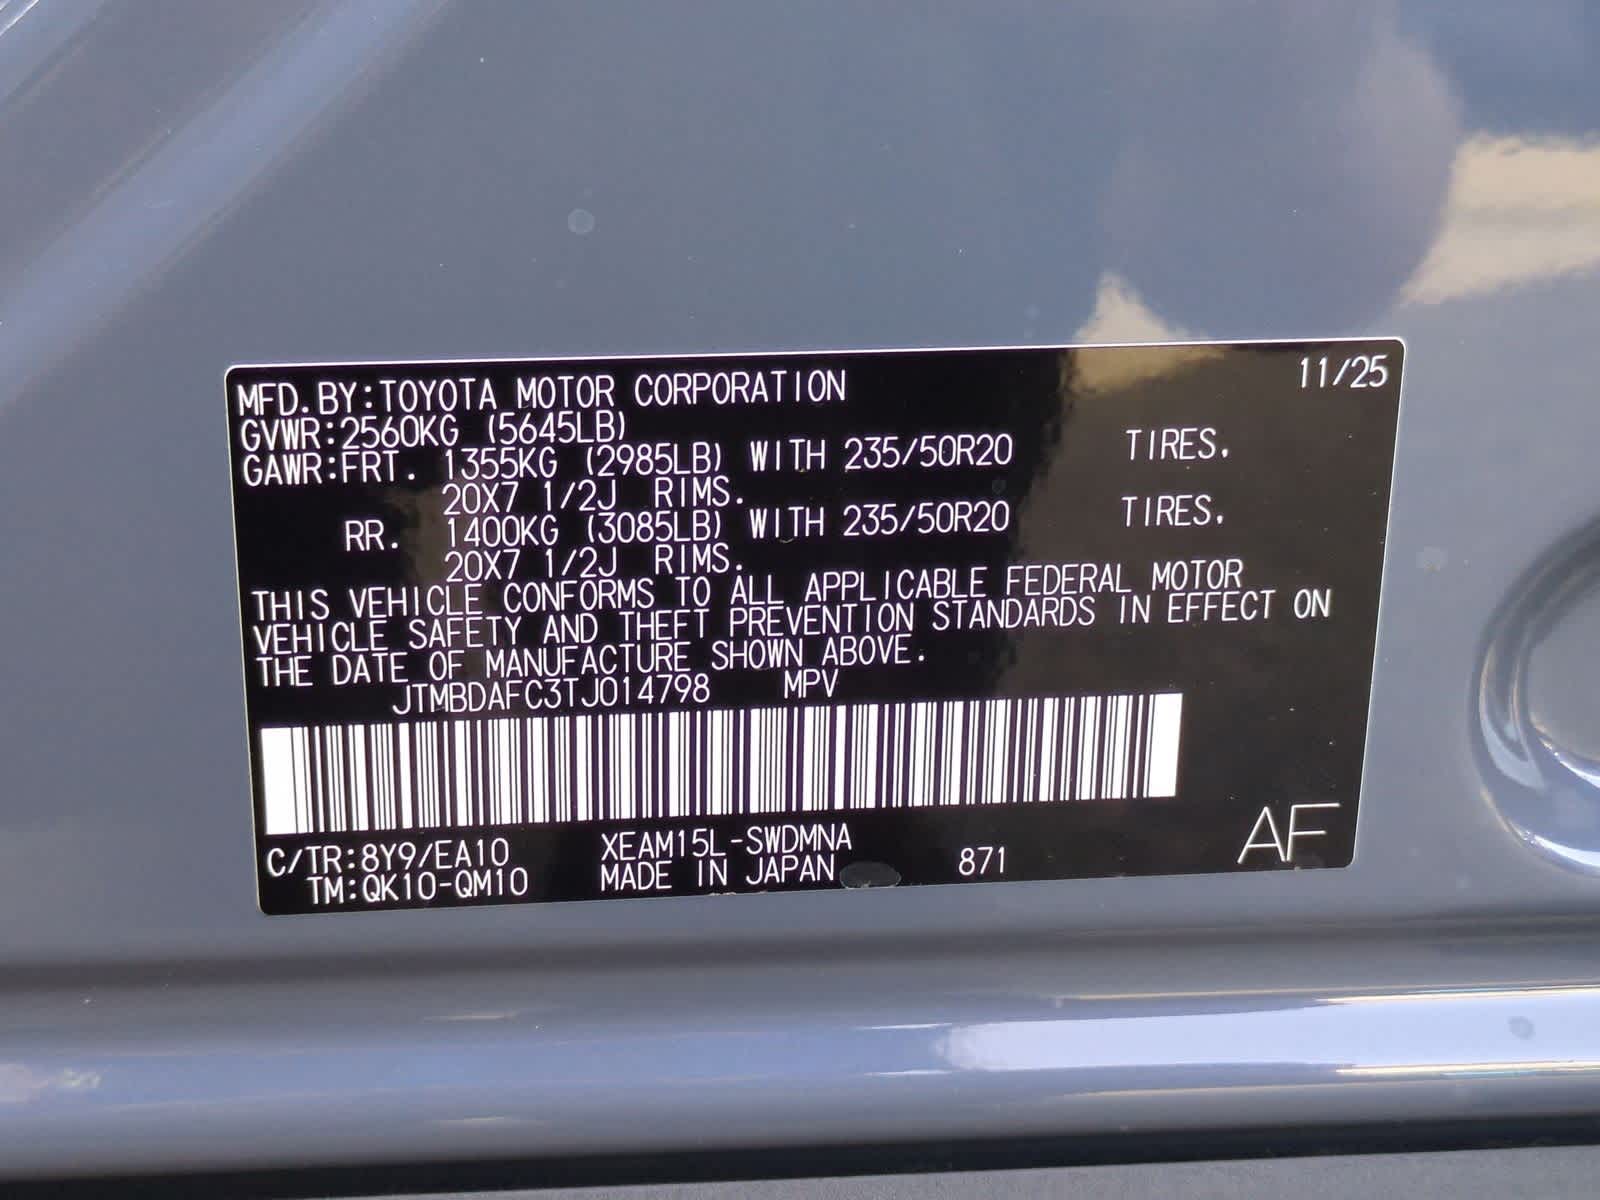 MFD.BY:TOYOTA MOTOR CORPORATION 11/25
GVWR:2560KG (5645LB)
GAWR:FRT. 1355KG (2985LB) WITH 235/50R20 TIRES.
20X7 1/2J RIMS.
RR. 1400KG (3085LB) WITH 235/50R20 TIRES.
20X7 1/2J RIMS.
THIS VEHICLE CONFORMS TO ALL APPLICABLE FEDERAL MOTOR
VEHICLE SAFETY AND THEFT PREVENTION STANDARDS IN EFFECT ON
THE DATE OF MANUFACTURE SHOWN ABOVE.
JTMBDAFC3TJ014798 MPV
C/TR:8Y9/EA10 XEAM15L-SWDMNA AF
TM:QK10-QM10 MADE IN JAPAN 871